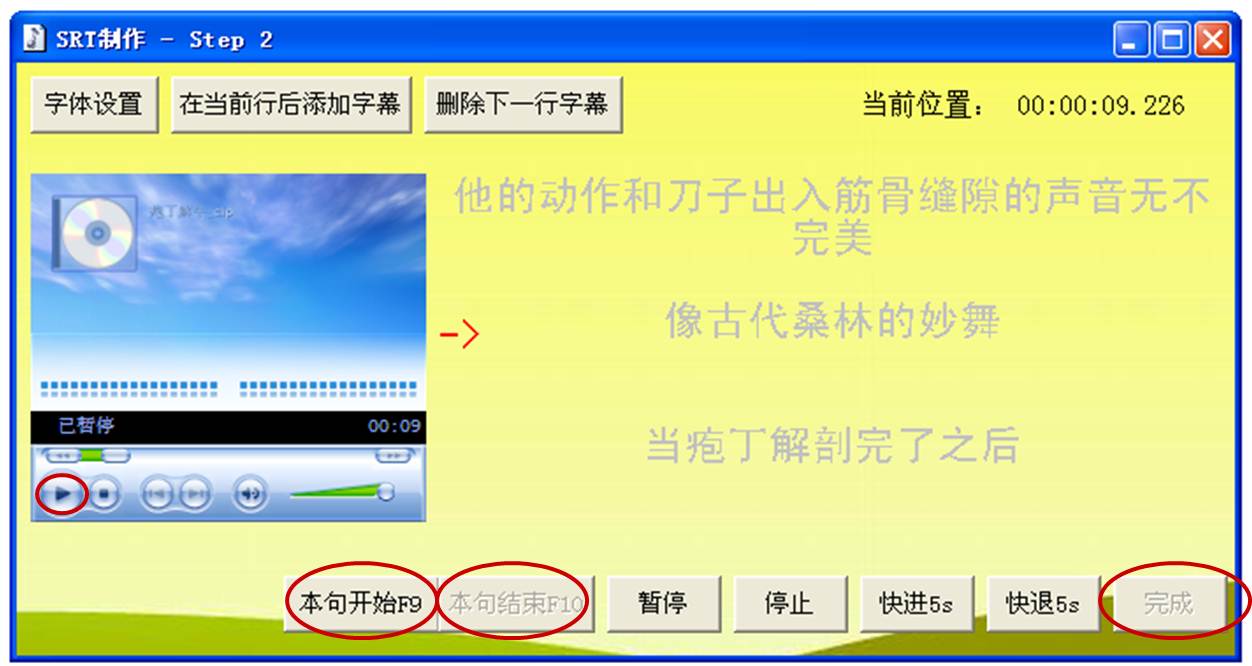 SRT制作 - Step 2
字体设置 在当前行后添加字幕 删除下一行字幕 当前位置: 00:00:09.226
他的动作和刀子出入筋骨缝隙的声音无不
完美
->
像古代桑林的妙舞
当疱丁解剖完了之后
已暂停 00:09
本句开始F9 本句结束F10 暂停 停止 快进5s 快退5s 完成